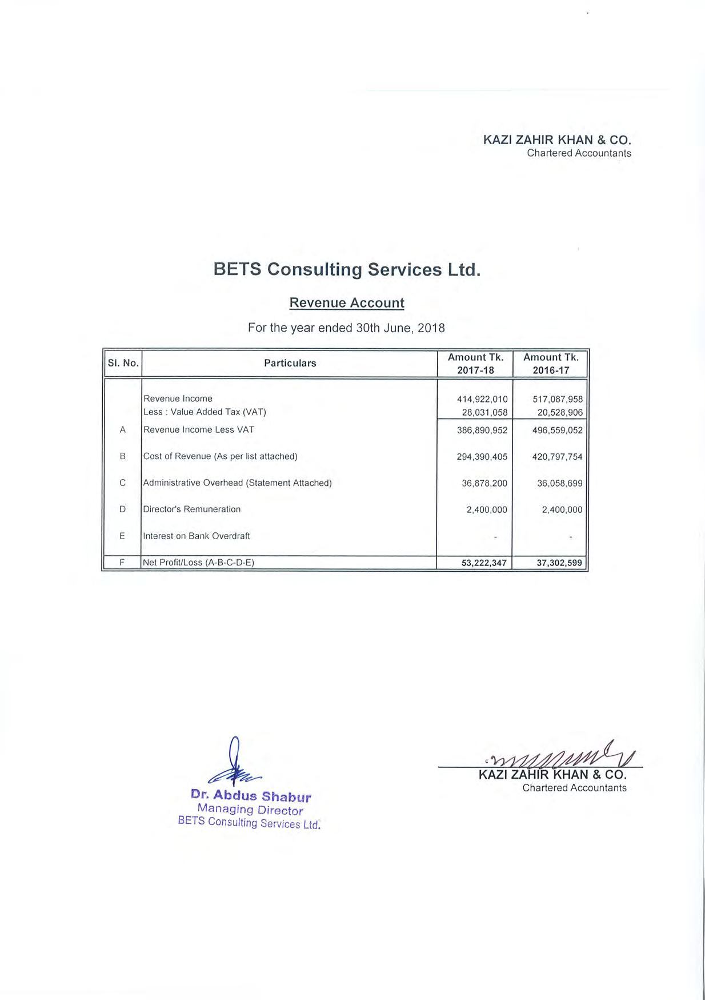 KAZI ZAHIR KHAN & CO.
Chartered Accountants
BETS Consulting Services Ltd.
Revenue Account
For the year ended 30th June, 2018
Sl. No. Particulars Amount Tk. 2017-18 Amount Tk. 2016-17
Revenue Income 414,922,010 517,087,958
Less : Value Added Tax (VAT) 28,031,058 20,528,906
A Revenue Income Less VAT 386,890,952 496,559,052
B Cost of Revenue (As per list attached) 294,390,405 420,797,754
C Administrative Overhead (Statement Attached) 36,878,200 36,058,699
D Director's Remuneration 2,400,000 2,400,000
E Interest on Bank Overdraft - -
F Net Profit/Loss (A-B-C-D-E) 53,222,347 37,302,599
KAZI ZAHIR KHAN & CO.
Chartered Accountants
Dr. Abdus Shabur
Managing Director
BETS Consulting Services Ltd.